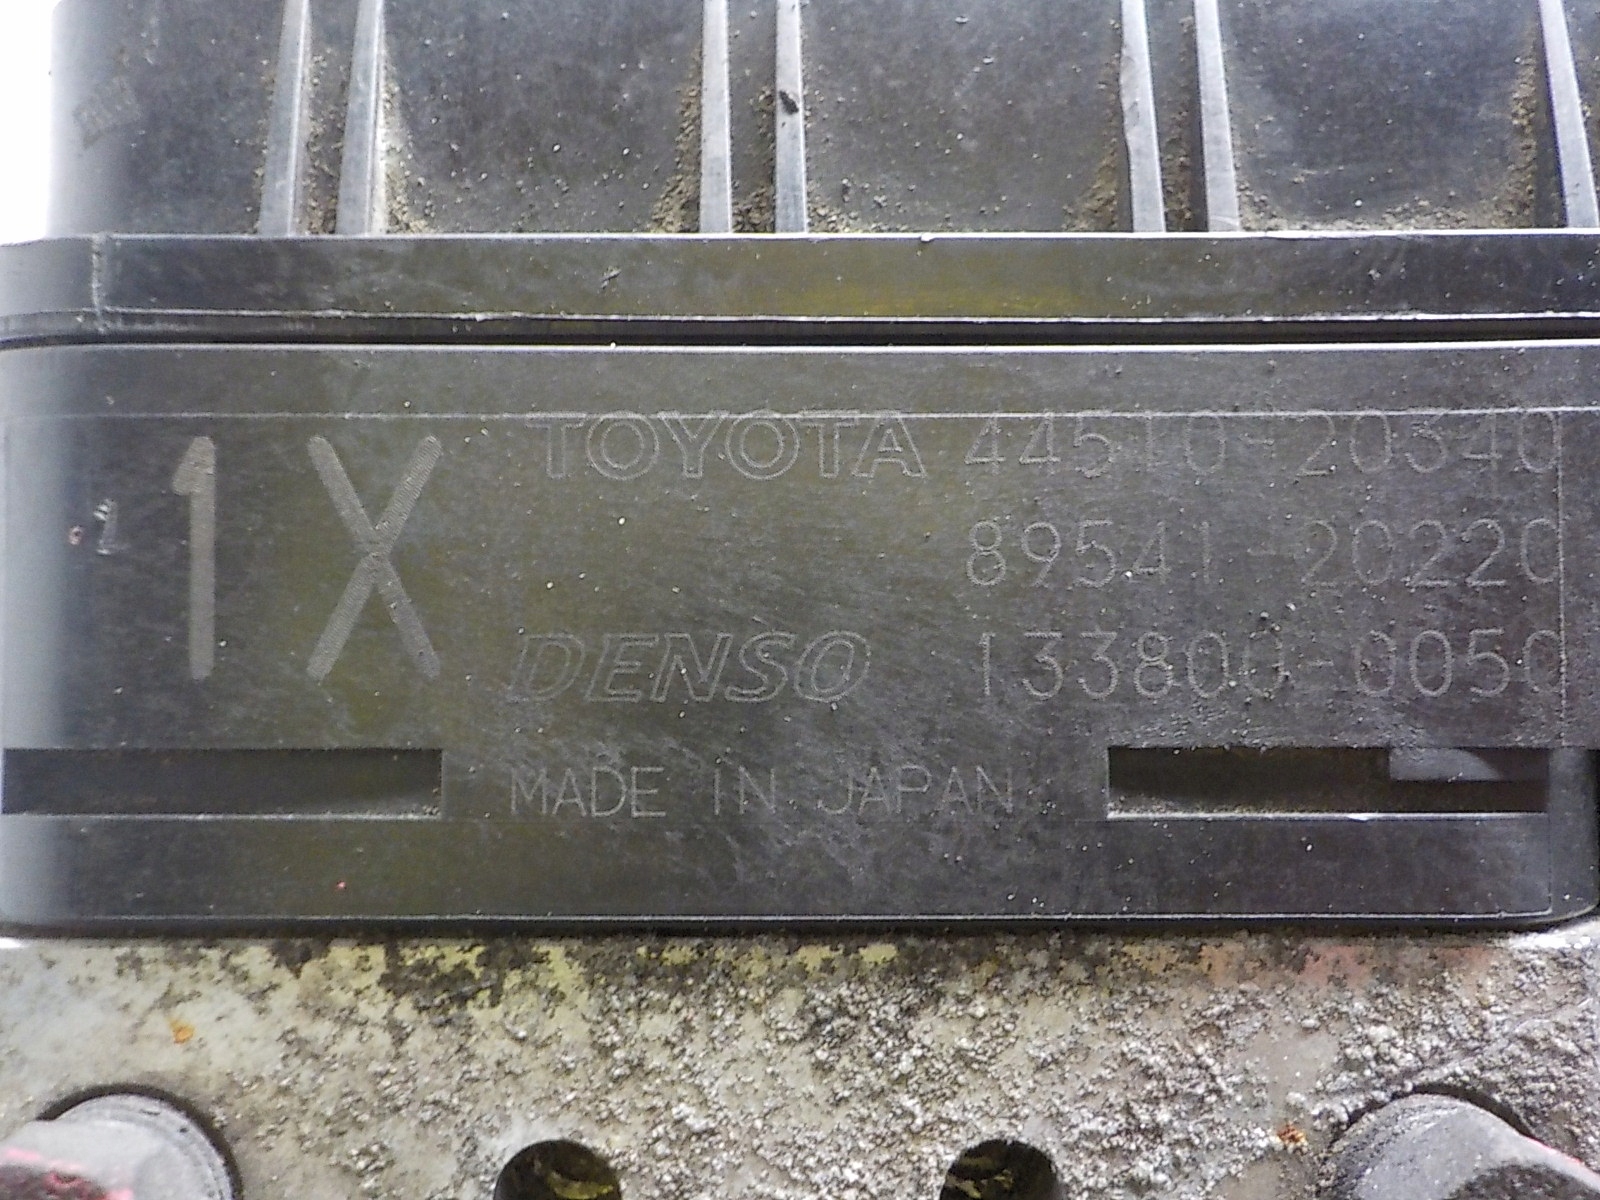 1X
TOYOTA 44510-20340
89541-20220
DENSO 133800-0050
MADE IN JAPAN